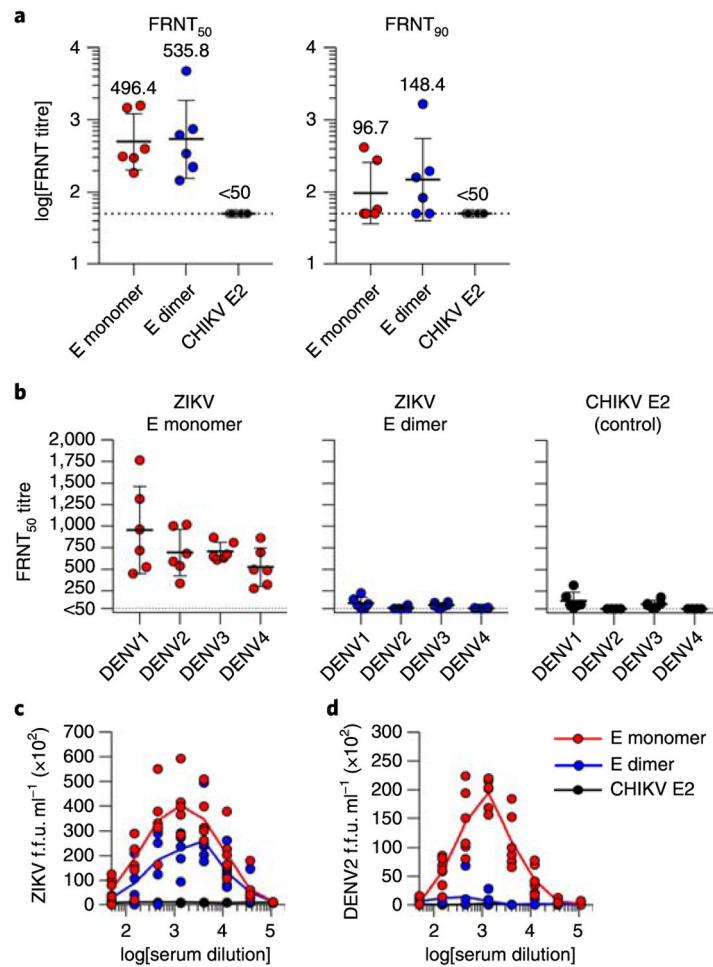 a
FRNT50
FRNT90
log[FRNT titre]
4
3
2
1
496.4
535.8
<50
E monomer
E dimer
CHIKV E2
4
3
2
1
96.7
148.4
<50
E monomer
E dimer
CHIKV E2
b
ZIKV
E monomer
ZIKV
E dimer
CHIKV E2
(control)
FRNT50 titre
2,000
1,750
1,500
1,250
1,000
750
500
250
<50
DENV1
DENV2
DENV3
DENV4
DENV1
DENV2
DENV3
DENV4
DENV1
DENV2
DENV3
DENV4
c
ZIKV f.f.u. ml−1 (×102)
700
600
500
400
300
200
100
0
2
3
4
5
log[serum dilution]
d
DENV2 f.f.u. ml−1 (×102)
300
250
200
150
100
50
0
2
3
4
5
log[serum dilution]
E monomer
E dimer
CHIKV E2